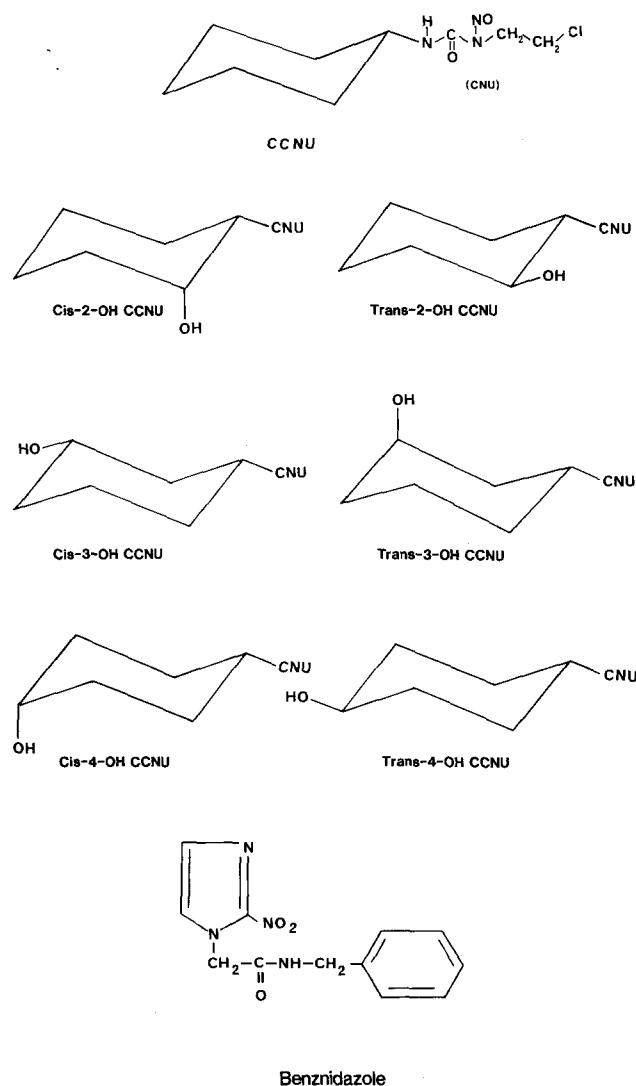 H NO
N—C—N—CH2—CH2 Cl
O
(CNU)
CCNU
CNU CNU
OH
Cis-2-OH CCNU Trans-2-OH CCNU
OH
OH
HO
CNU CNU
Cis-3-OH CCNU Trans-3-OH CCNU
CNU CNU
HO
OH
Cis-4-OH CCNU Trans-4-OH CCNU
N
N NO2
CH2—C—NH—CH2
O
Benznidazole